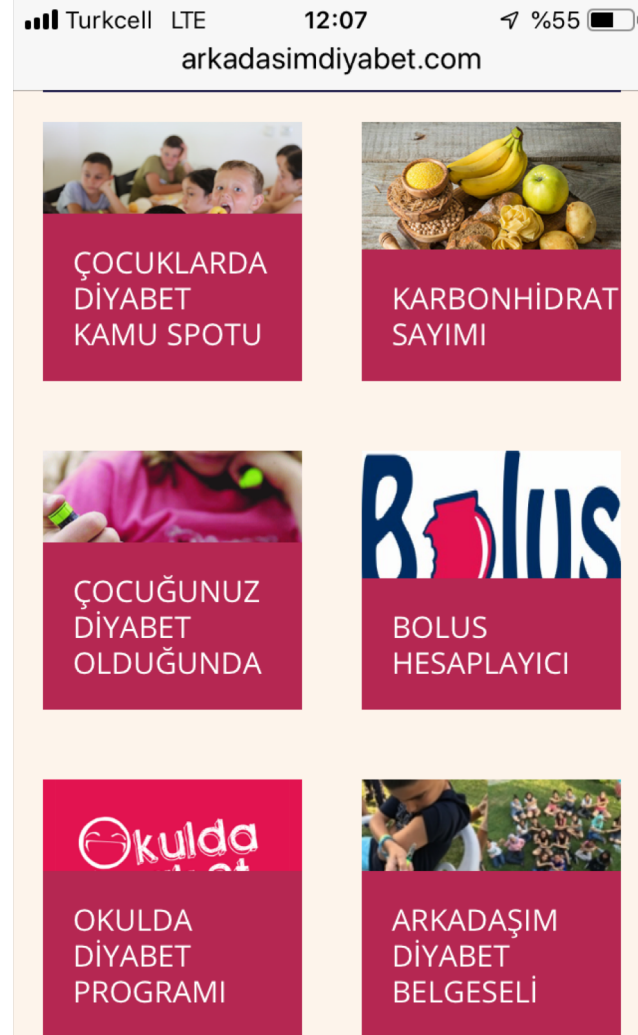 Turkcell LTE 12:07 %55
arkadasimdiyabet.com
ÇOCUKLARDA
DİYABET
KAMU SPOTU
KARBONHİDRAT
SAYIMI
ÇOCUĞUNUZ
DİYABET
OLDUĞUNDA
Bolus
BOLUS
HESAPLAYICI
Okulda
OKULDA
DİYABET
PROGRAMI
ARKADAŞIM
DİYABET
BELGESELİ